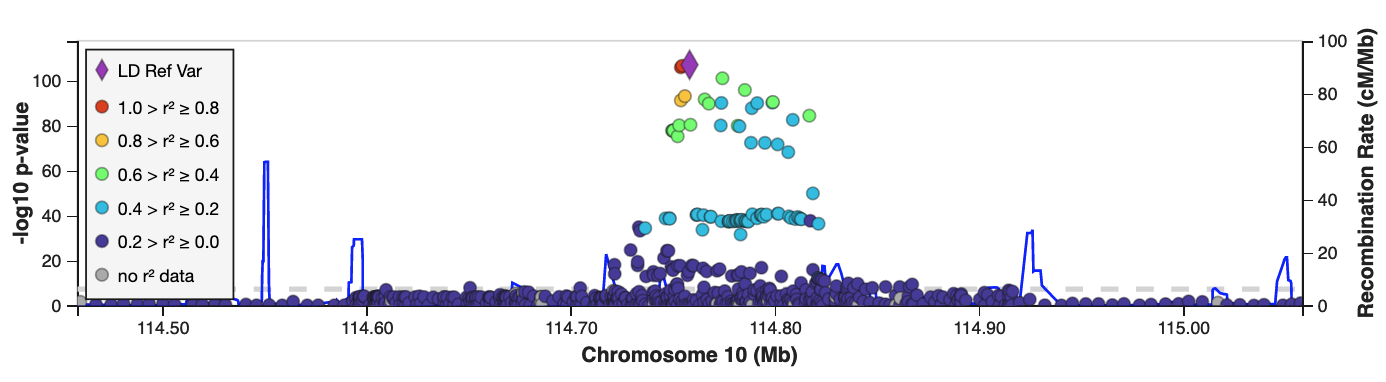 LD Ref Var
1.0 > r² ≥ 0.8
0.8 > r² ≥ 0.6
0.6 > r² ≥ 0.4
0.4 > r² ≥ 0.2
0.2 > r² ≥ 0.0
no r² data
-log10 p-value
100
80
60
40
20
0
100
80
60
40
20
0
Recombination Rate (cM/Mb)
114.50 114.60 114.70 114.80 114.90 115.00
Chromosome 10 (Mb)